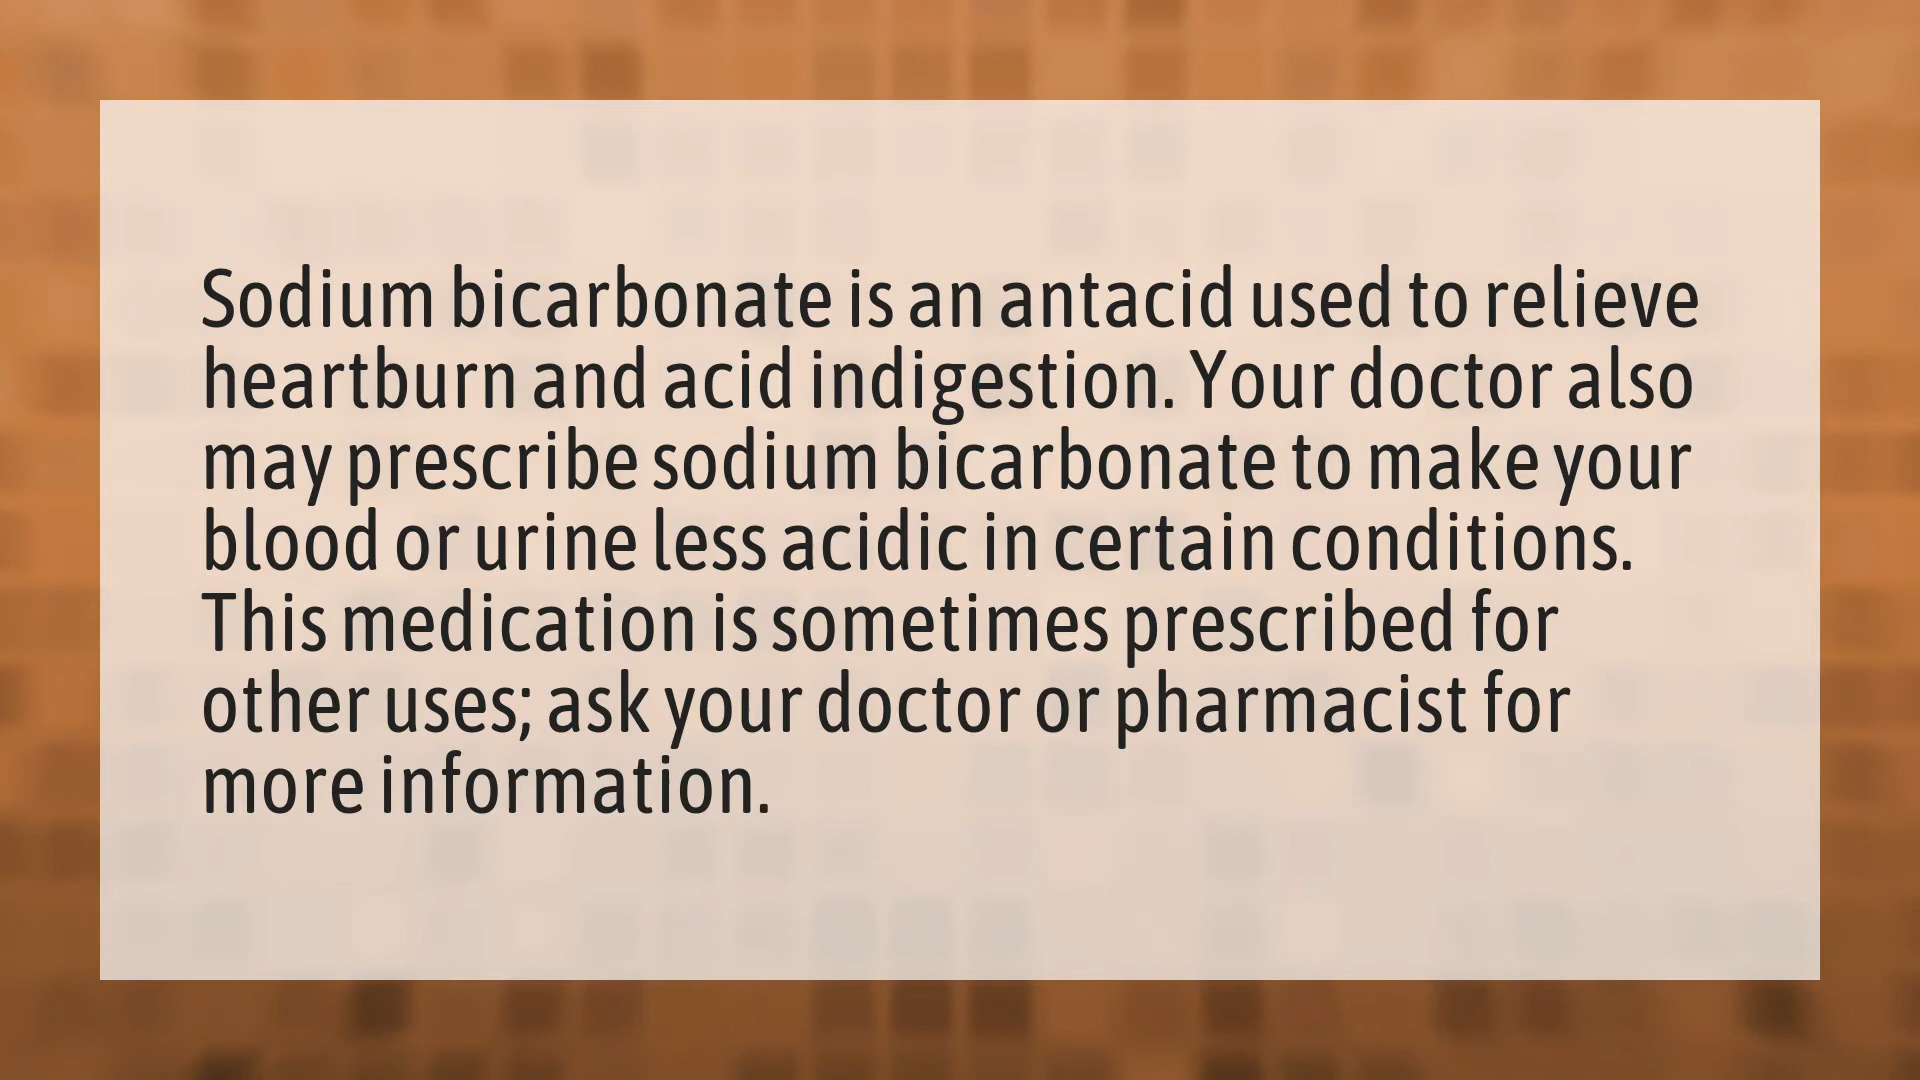 Sodium bicarbonate is an antacid used to relieve
heartburn and acid indigestion. Your doctor also
may prescribe sodium bicarbonate to make your
blood or urine less acidic in certain conditions.
This medication is sometimes prescribed for
other uses; ask your doctor or pharmacist for
more information.